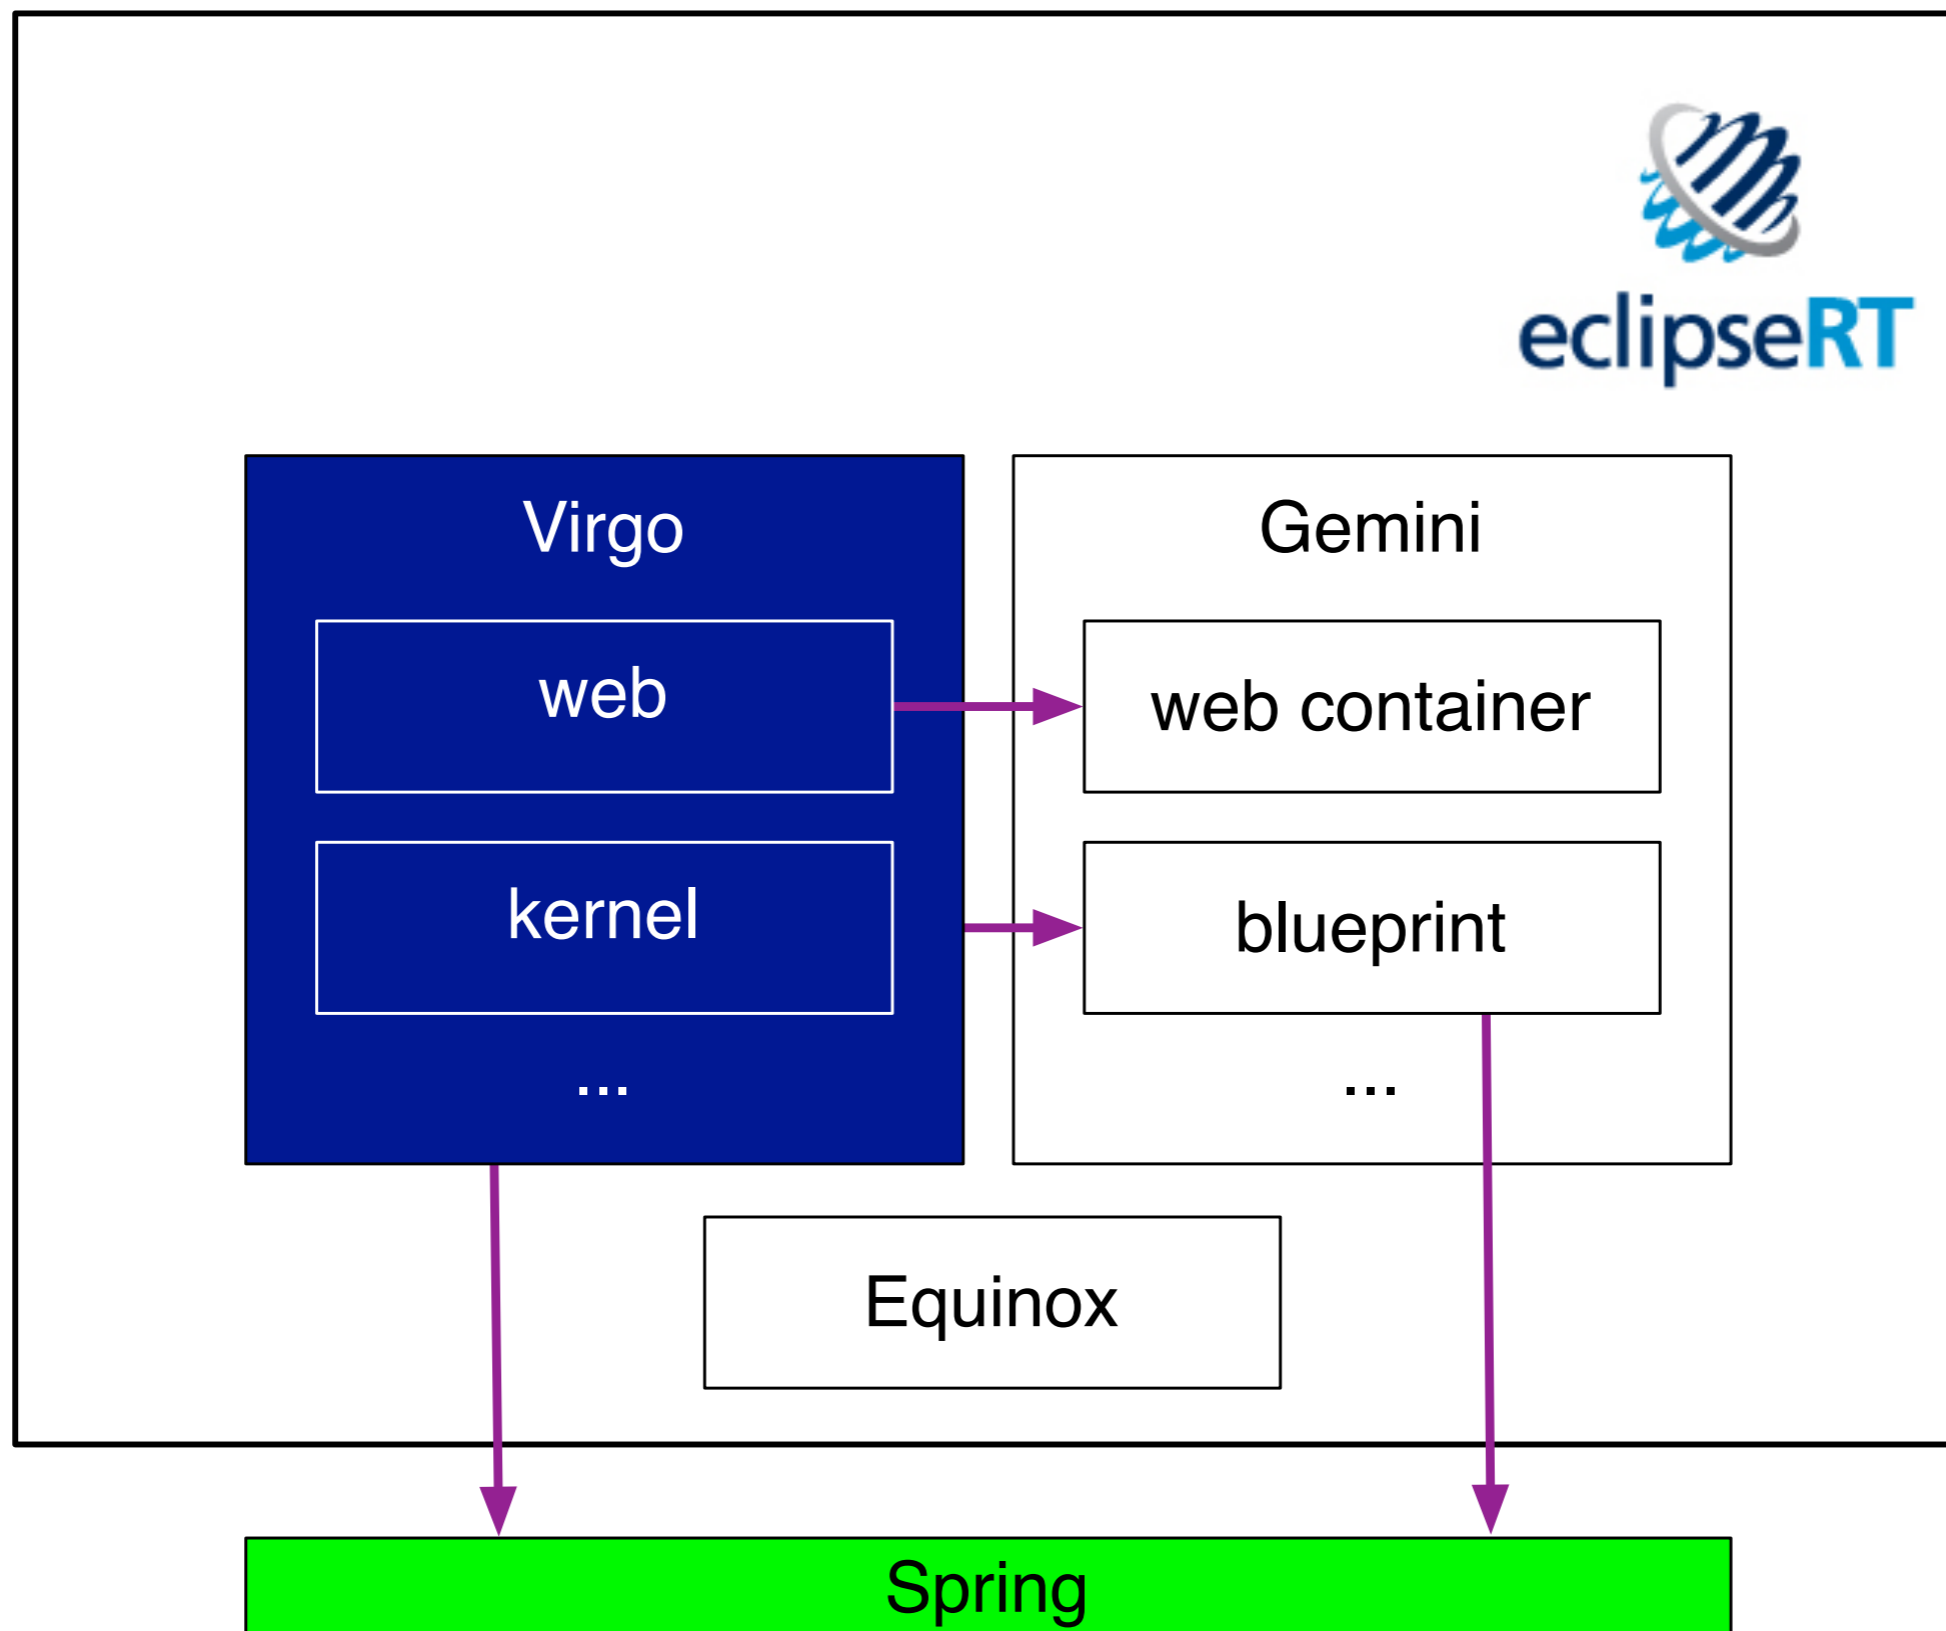 eclipseRT
Virgo
Gemini
web
web container
kernel
blueprint
...
...
Equinox
Spring